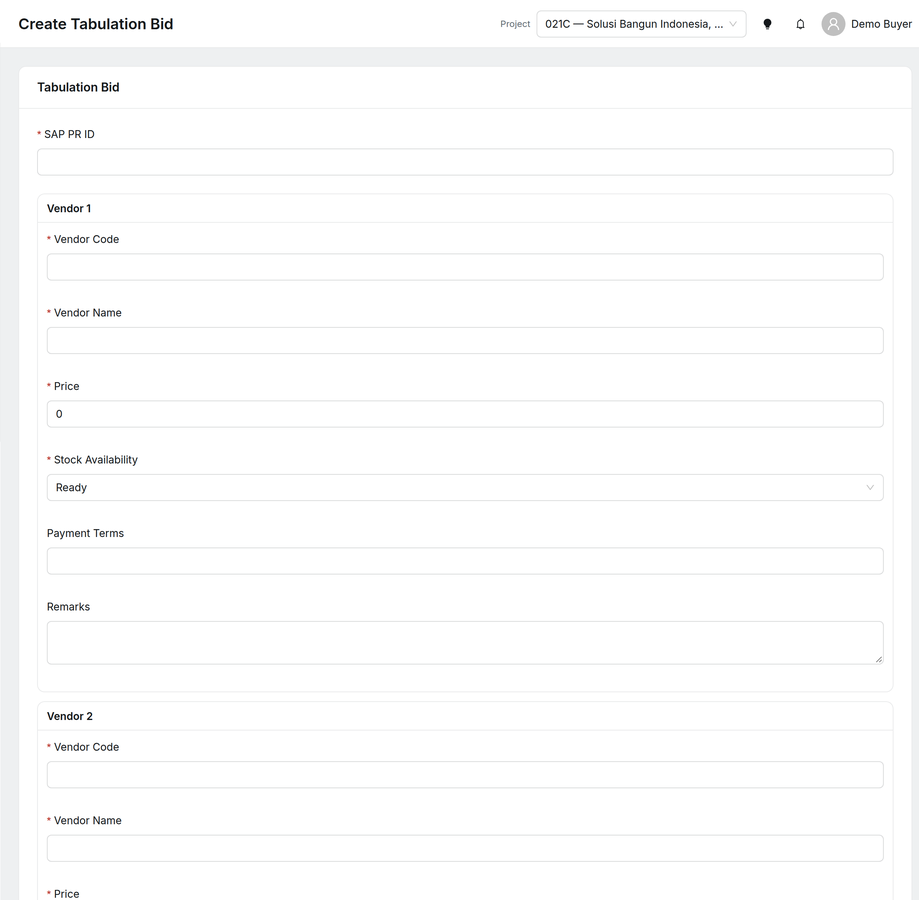 Create Tabulation Bid
Project
021C — Solusi Bangun Indonesia, ...
Demo Buyer
Tabulation Bid
* SAP PR ID
Vendor 1
* Vendor Code
* Vendor Name
* Price
0
* Stock Availability
Ready
Payment Terms
Remarks
Vendor 2
* Vendor Code
* Vendor Name
* Price